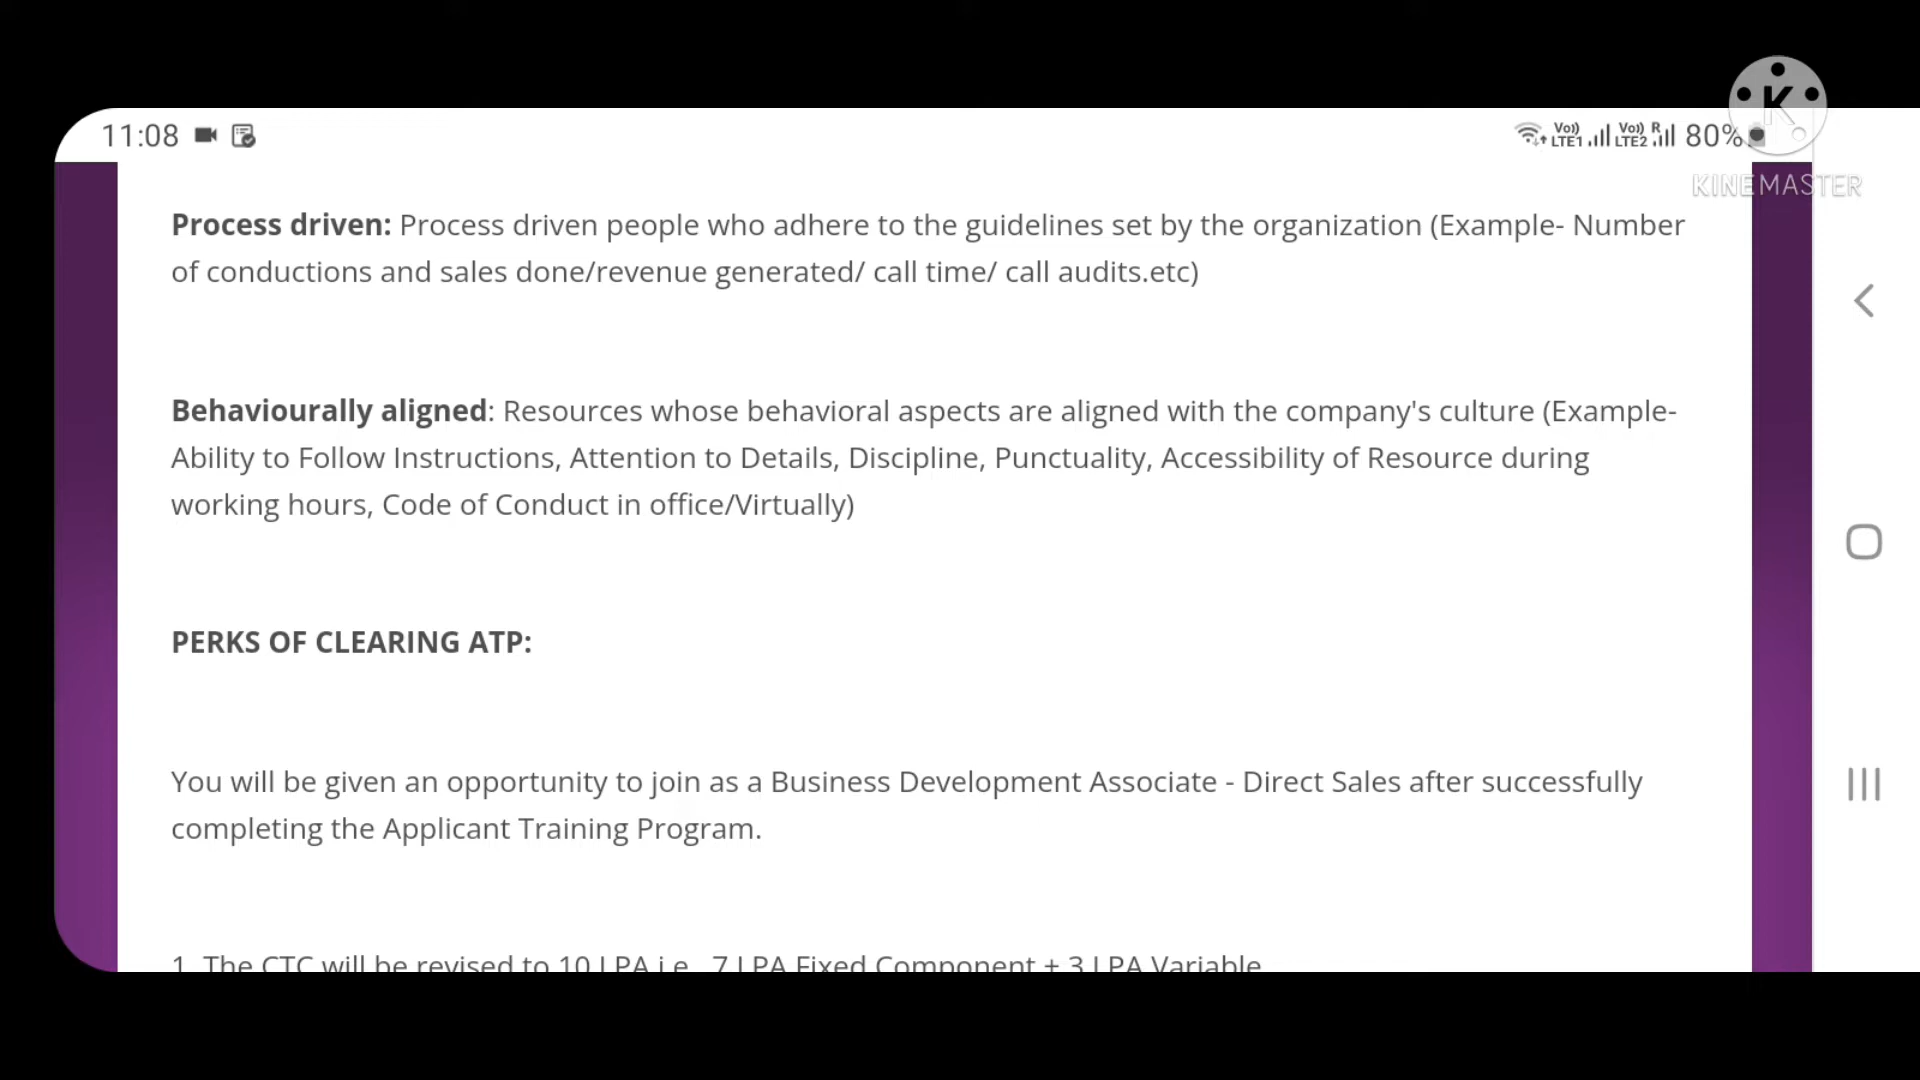 11:08
Vo)) LTE1 Vo)) LTE2 R 80%
K
KINEMASTER
Process driven: Process driven people who adhere to the guidelines set by the organization (Example- Number
of conductions and sales done/revenue generated/ call time/ call audits.etc)
Behaviourally aligned: Resources whose behavioral aspects are aligned with the company's culture (Example-
Ability to Follow Instructions, Attention to Details, Discipline, Punctuality, Accessibility of Resource during
working hours, Code of Conduct in office/Virtually)
PERKS OF CLEARING ATP:
You will be given an opportunity to join as a Business Development Associate - Direct Sales after successfully
completing the Applicant Training Program.
1. The CTC will be revised to 10 LPA i.e., 7 LPA Fixed Component + 3 LPA Variable